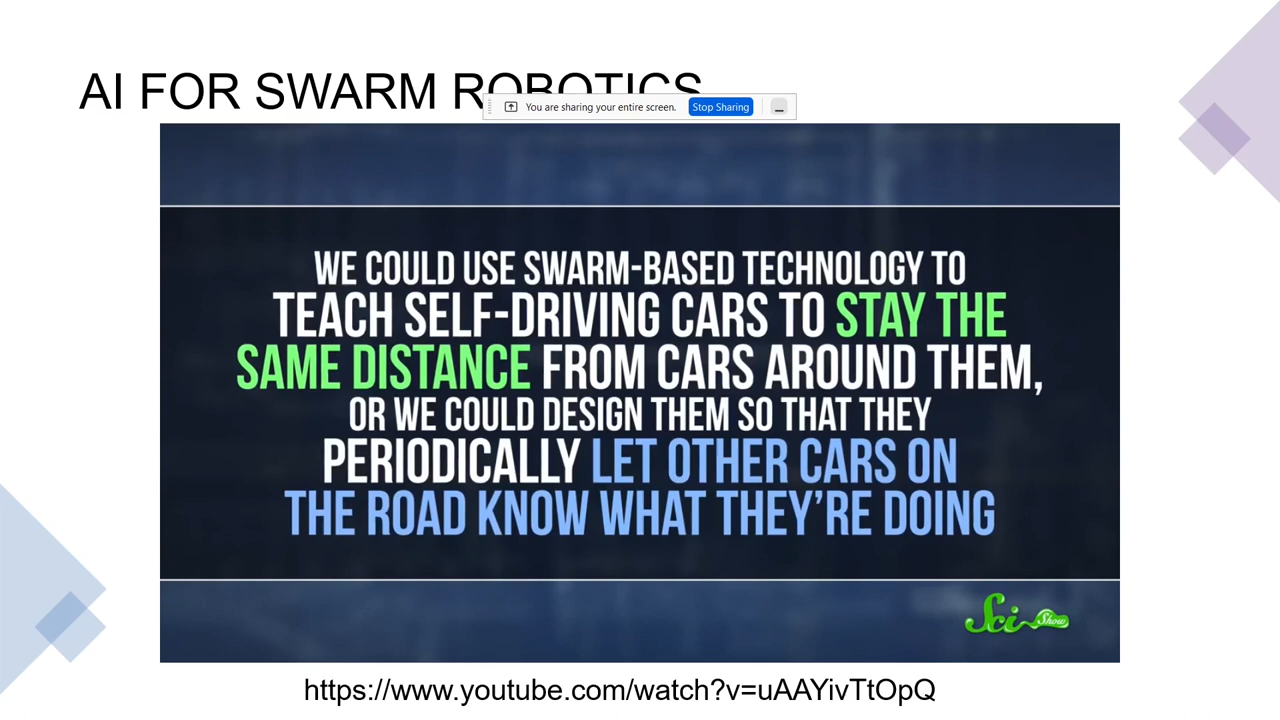 AI FOR SWARM ROBOTICS
You are sharing your entire screen. Stop Sharing
WE COULD USE SWARM-BASED TECHNOLOGY TO
TEACH SELF-DRIVING CARS TO STAY THE
SAME DISTANCE FROM CARS AROUND THEM,
OR WE COULD DESIGN THEM SO THAT THEY
PERIODICALLY LET OTHER CARS ON
THE ROAD KNOW WHAT THEY'RE DOING
Sci Show
https://www.youtube.com/watch?v=uAAYivTtOpQ